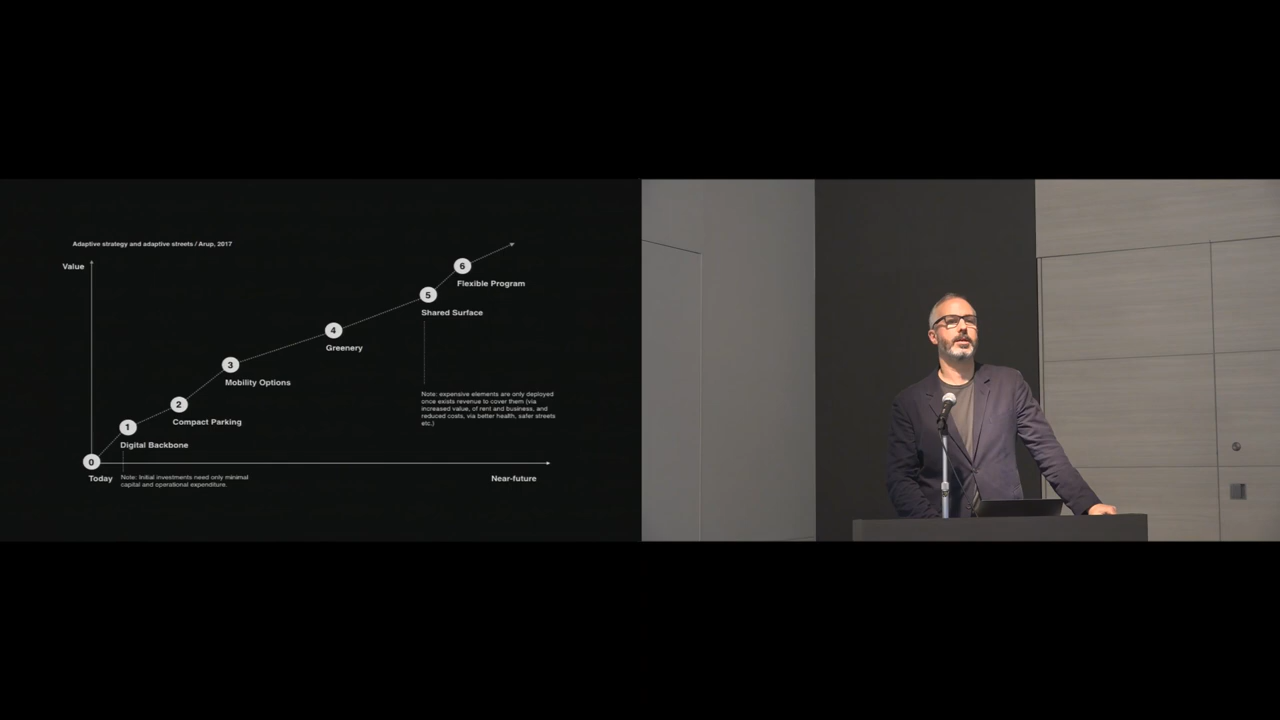 Adaptive strategy and adaptive streets / Arup, 2017
Value
6
Flexible Program
5
Shared Surface
4
Greenery
3
Mobility Options
Note: expensive elements are only deployed
once exists revenue to cover them (via
increased value, of rent and business, and
reduced costs, via better health, safer streets
etc.)
2
Compact Parking
1
Digital Backbone
0
Today
Note: Initial investments need only minimal
capital and operational expenditure.
Near-future